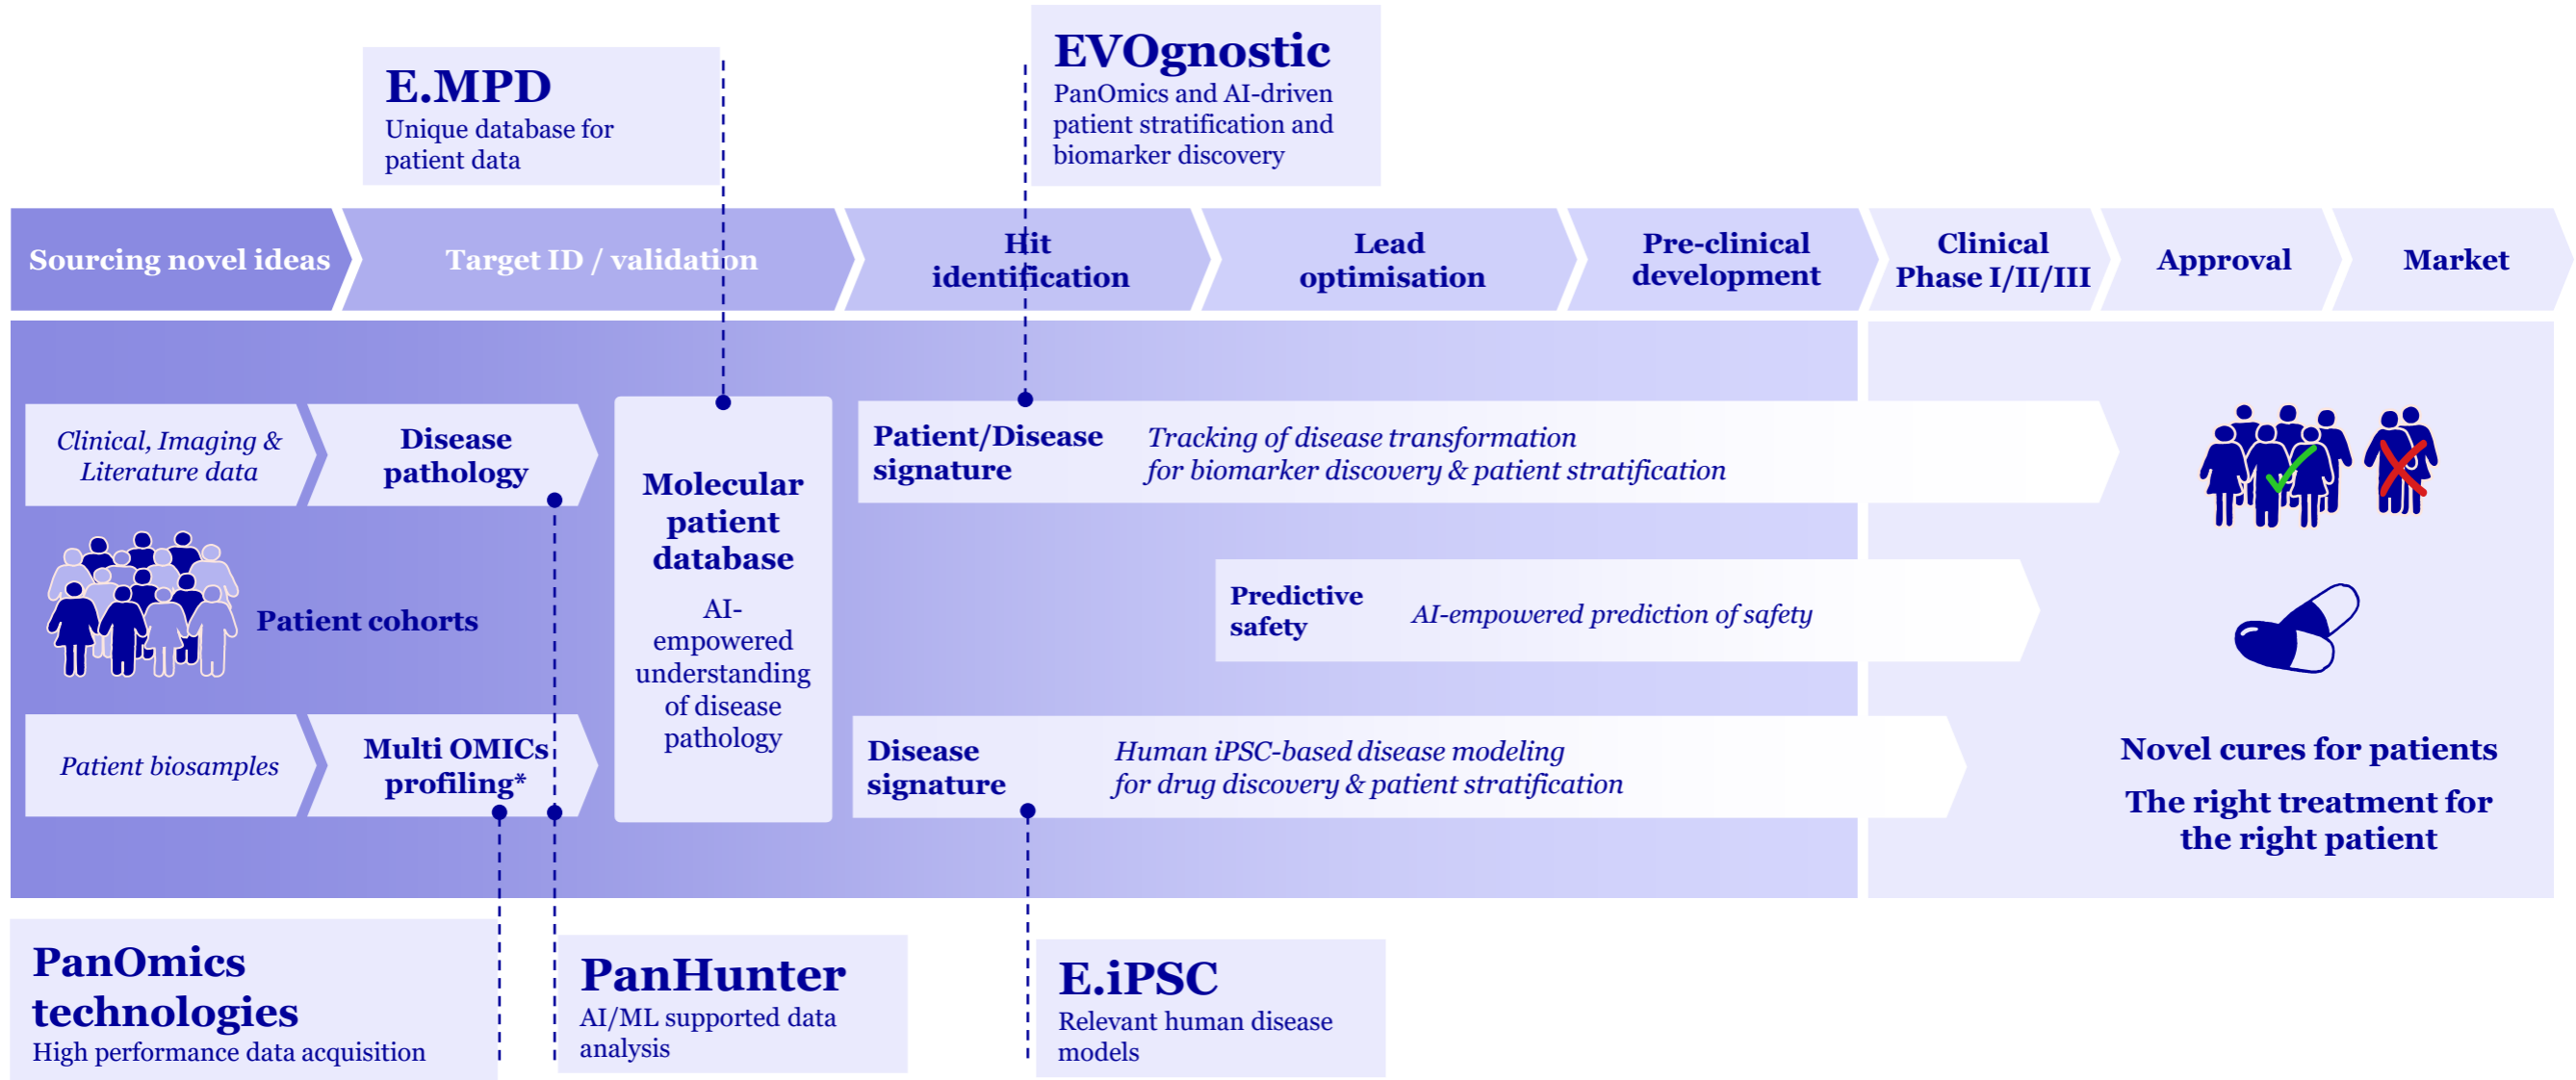 E.MPD
Unique database for
patient data
EVOgnostic
PanOmics and AI-driven
patient stratification and
biomarker discovery
Sourcing novel ideas
Target ID / validation
Hit
identification
Lead
optimisation
Pre-clinical
development
Clinical
Phase I/II/III
Approval
Market
Clinical, Imaging &
Literature data
Disease
pathology
Patient cohorts
Patient biosamples
Multi OMICs
profiling*
Molecular
patient
database
AI-
empowered
understanding
of disease
pathology
Patient/Disease
signature
Tracking of disease transformation
for biomarker discovery & patient stratification
Predictive
safety
AI-empowered prediction of safety
Disease
signature
Human iPSC-based disease modeling
for drug discovery & patient stratification
Novel cures for patients
The right treatment for
the right patient
PanOmics
technologies
High performance data acquisition
PanHunter
AI/ML supported data
analysis
E.iPSC
Relevant human disease
models